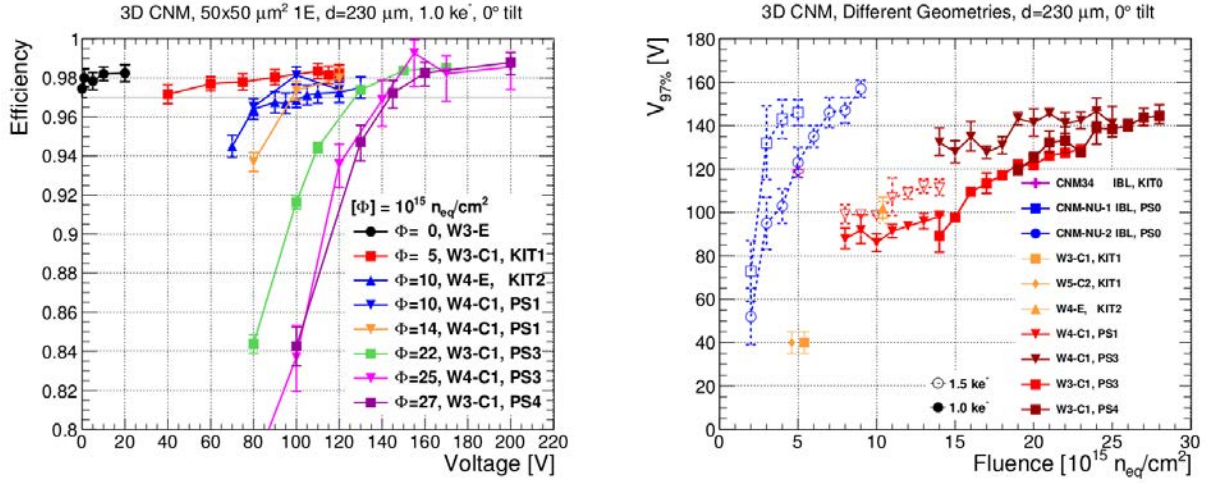 3D CNM, 50x50 μm² 1E, d=230 μm, 1.0 ke⁻, 0° tilt
Efficiency
1
0.98
0.96
0.94
0.92
0.9
0.88
0.86
0.84
0.82
0.8
[Φ] = 10¹⁵ n_eq/cm²
Φ= 0, W3-E
Φ= 5, W3-C1, KIT1
Φ=10, W4-E, KIT2
Φ=10, W4-C1, PS1
Φ=14, W4-C1, PS1
Φ=22, W3-C1, PS3
Φ=25, W4-C1, PS3
Φ=27, W3-C1, PS4
0 20 40 60 80 100 120 140 160 180 200 220
Voltage [V]
3D CNM, Different Geometries, d=230 μm, 0° tilt
V_97% [V]
180
160
140
120
100
80
60
40
20
0
CNM34 IBL, KIT0
CNM-NU-1 IBL, PS0
CNM-NU-2 IBL, PS0
W3-C1, KIT1
W5-C2, KIT1
W4-E, KIT2
W4-C1, PS1
W4-C1, PS3
W3-C1, PS3
W3-C1, PS4
1.5 ke⁻
1.0 ke⁻
0 5 10 15 20 25 30
Fluence [10¹⁵ n_eq/cm²]